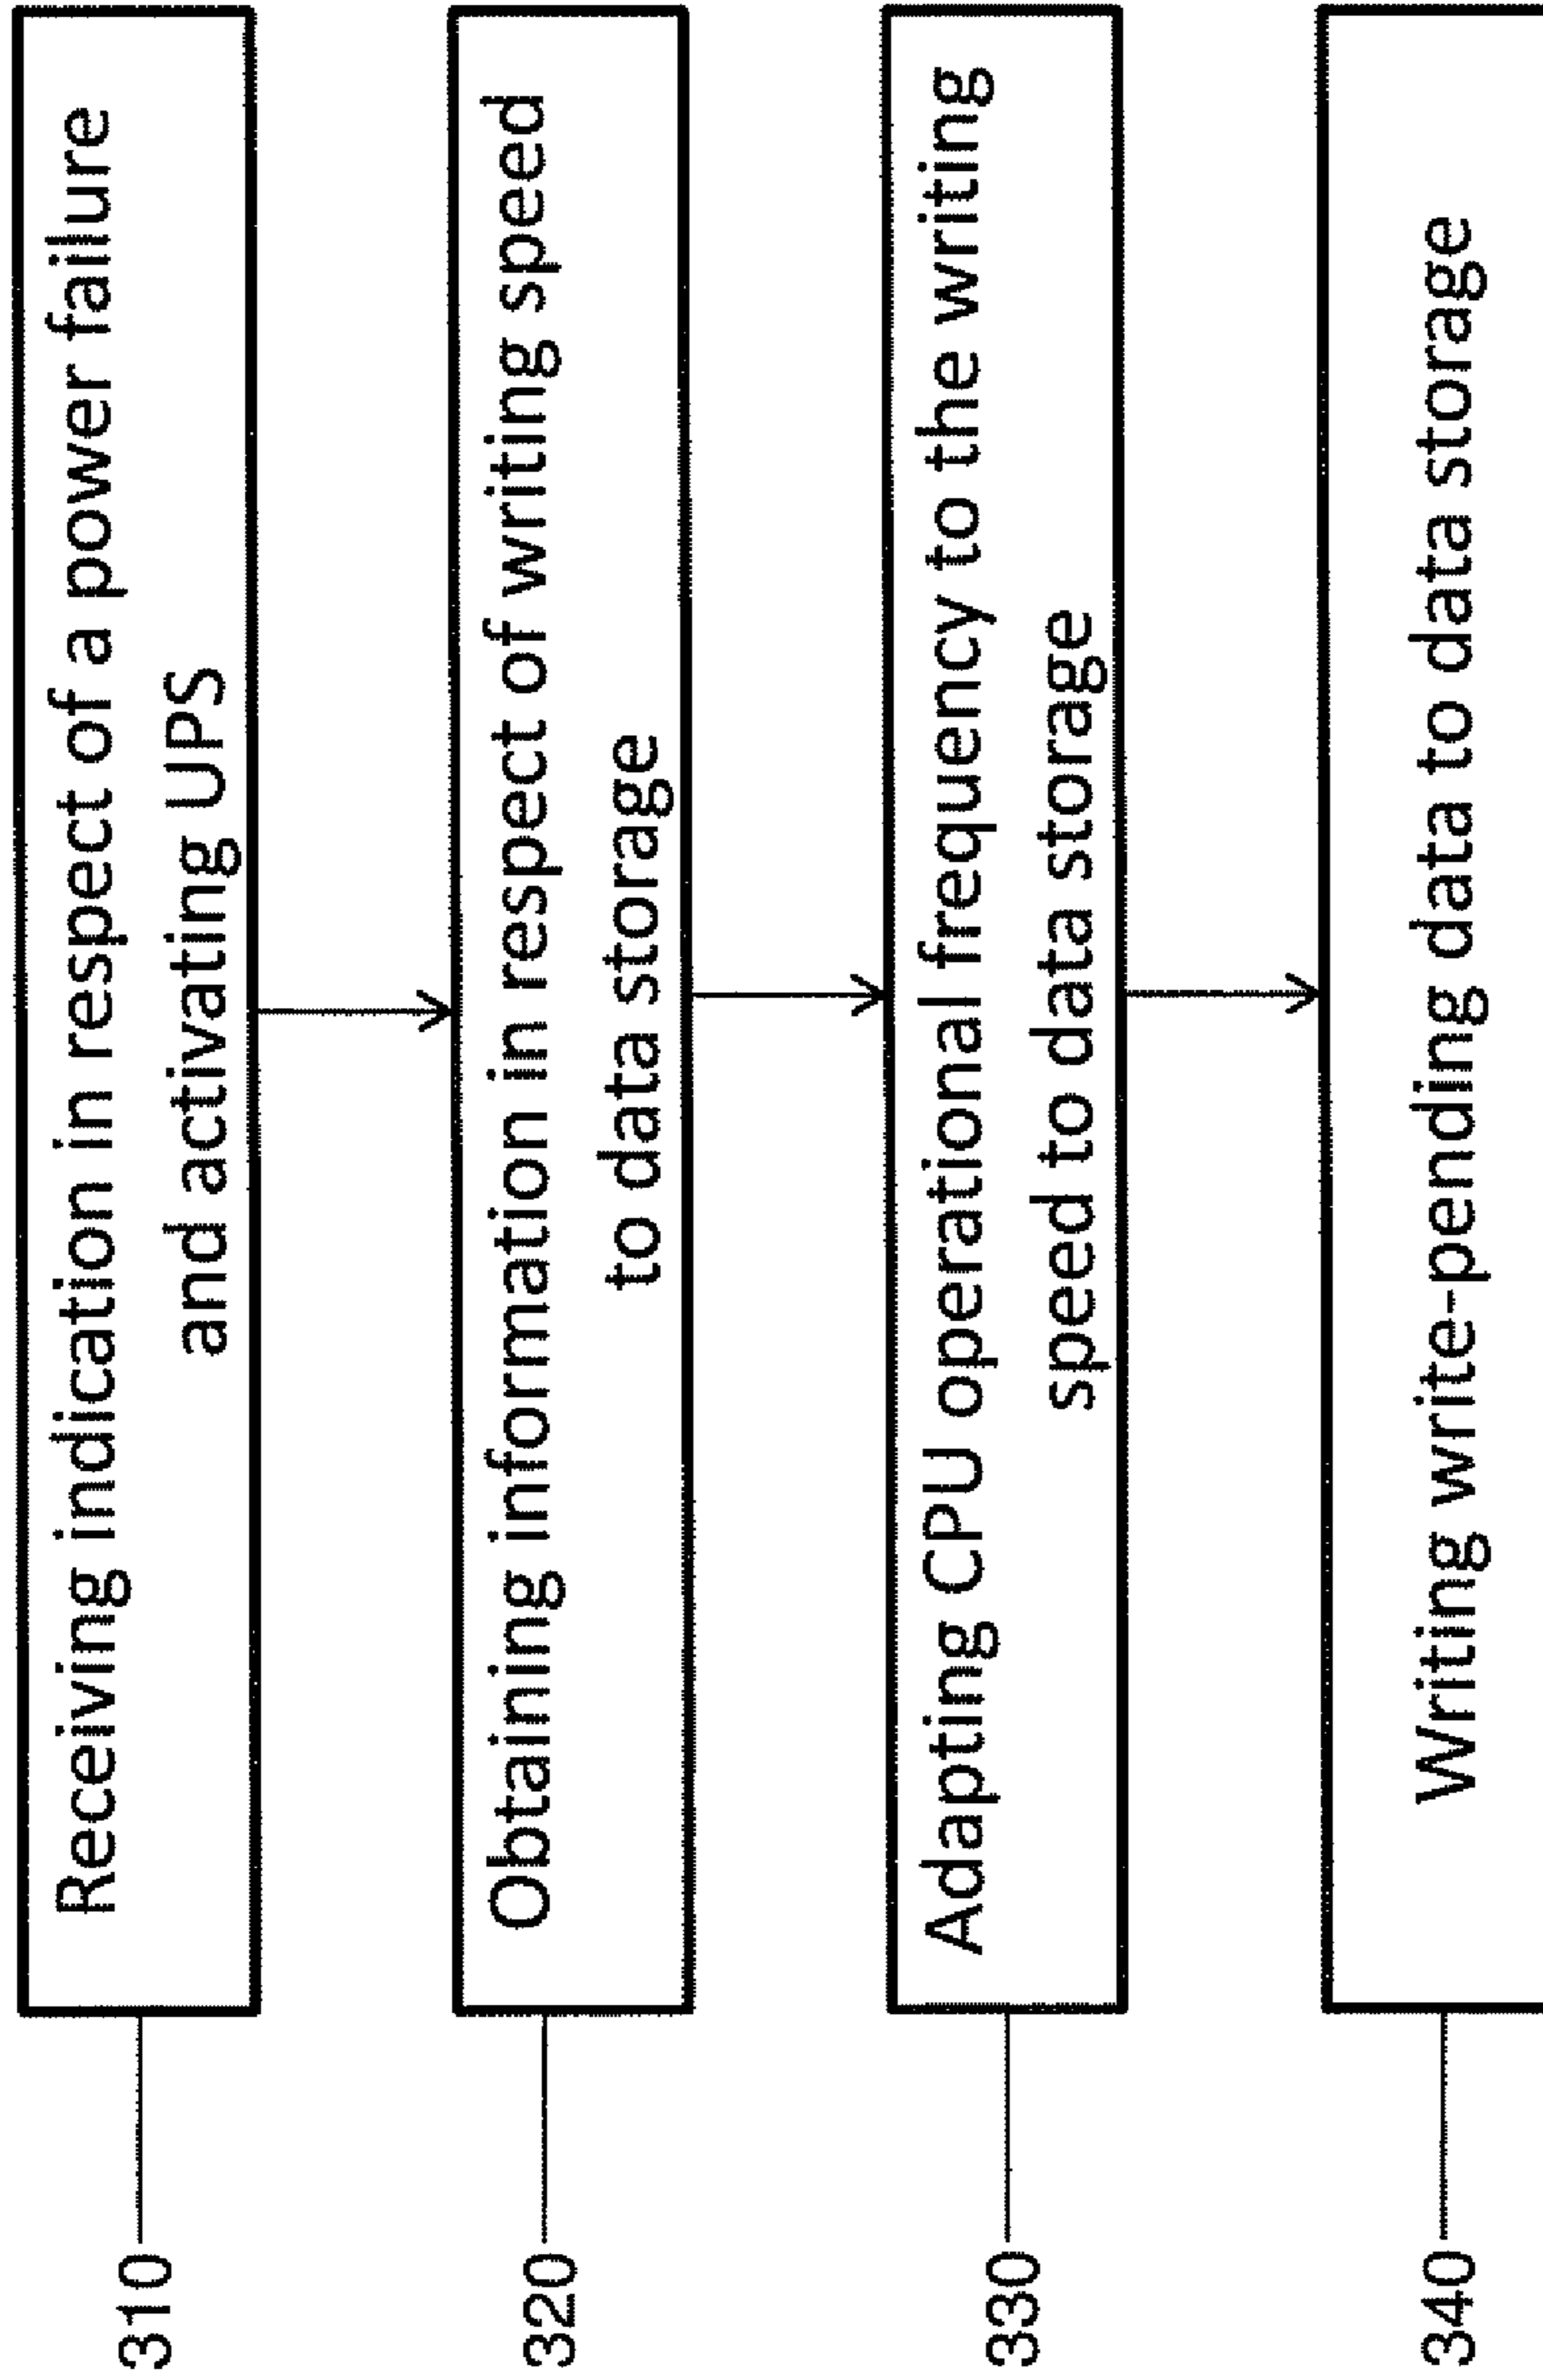 310
Receiving indication in respect of a power failure
and activating UPS
320
Obtaining information in respect of writing speed
to data storage
330
Adapting CPU operational frequency to the writing
speed to data storage
340
Writing write-pending data to data storage